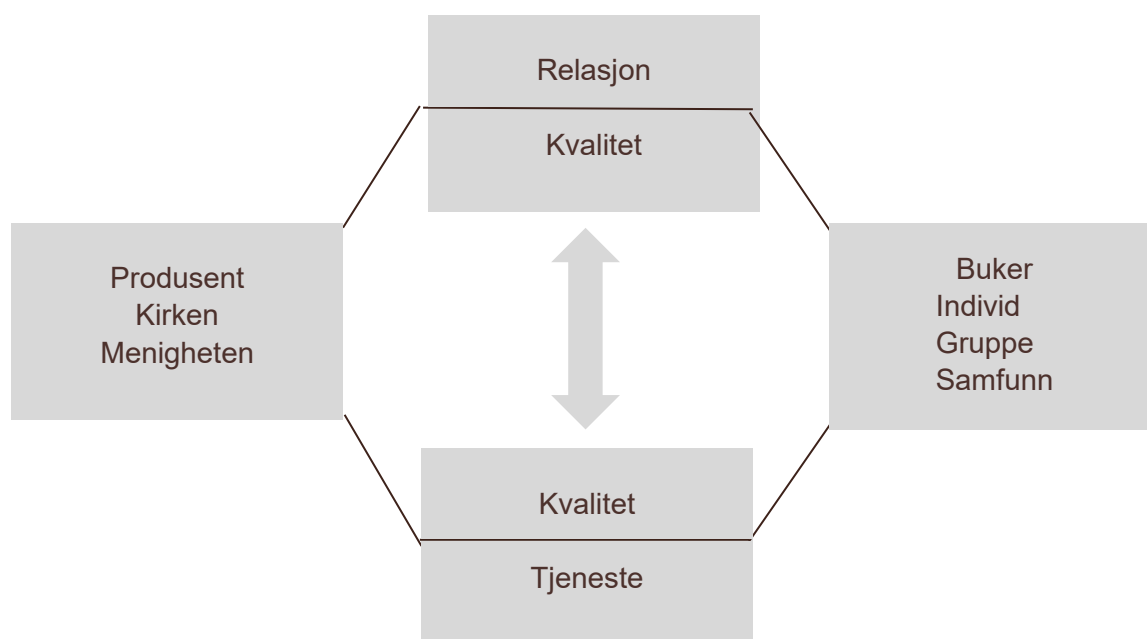 Relasjon
Kvalitet
Produsent
Kirken
Menigheten
Buker
Individ
Gruppe
Samfunn
Kvalitet
Tjeneste